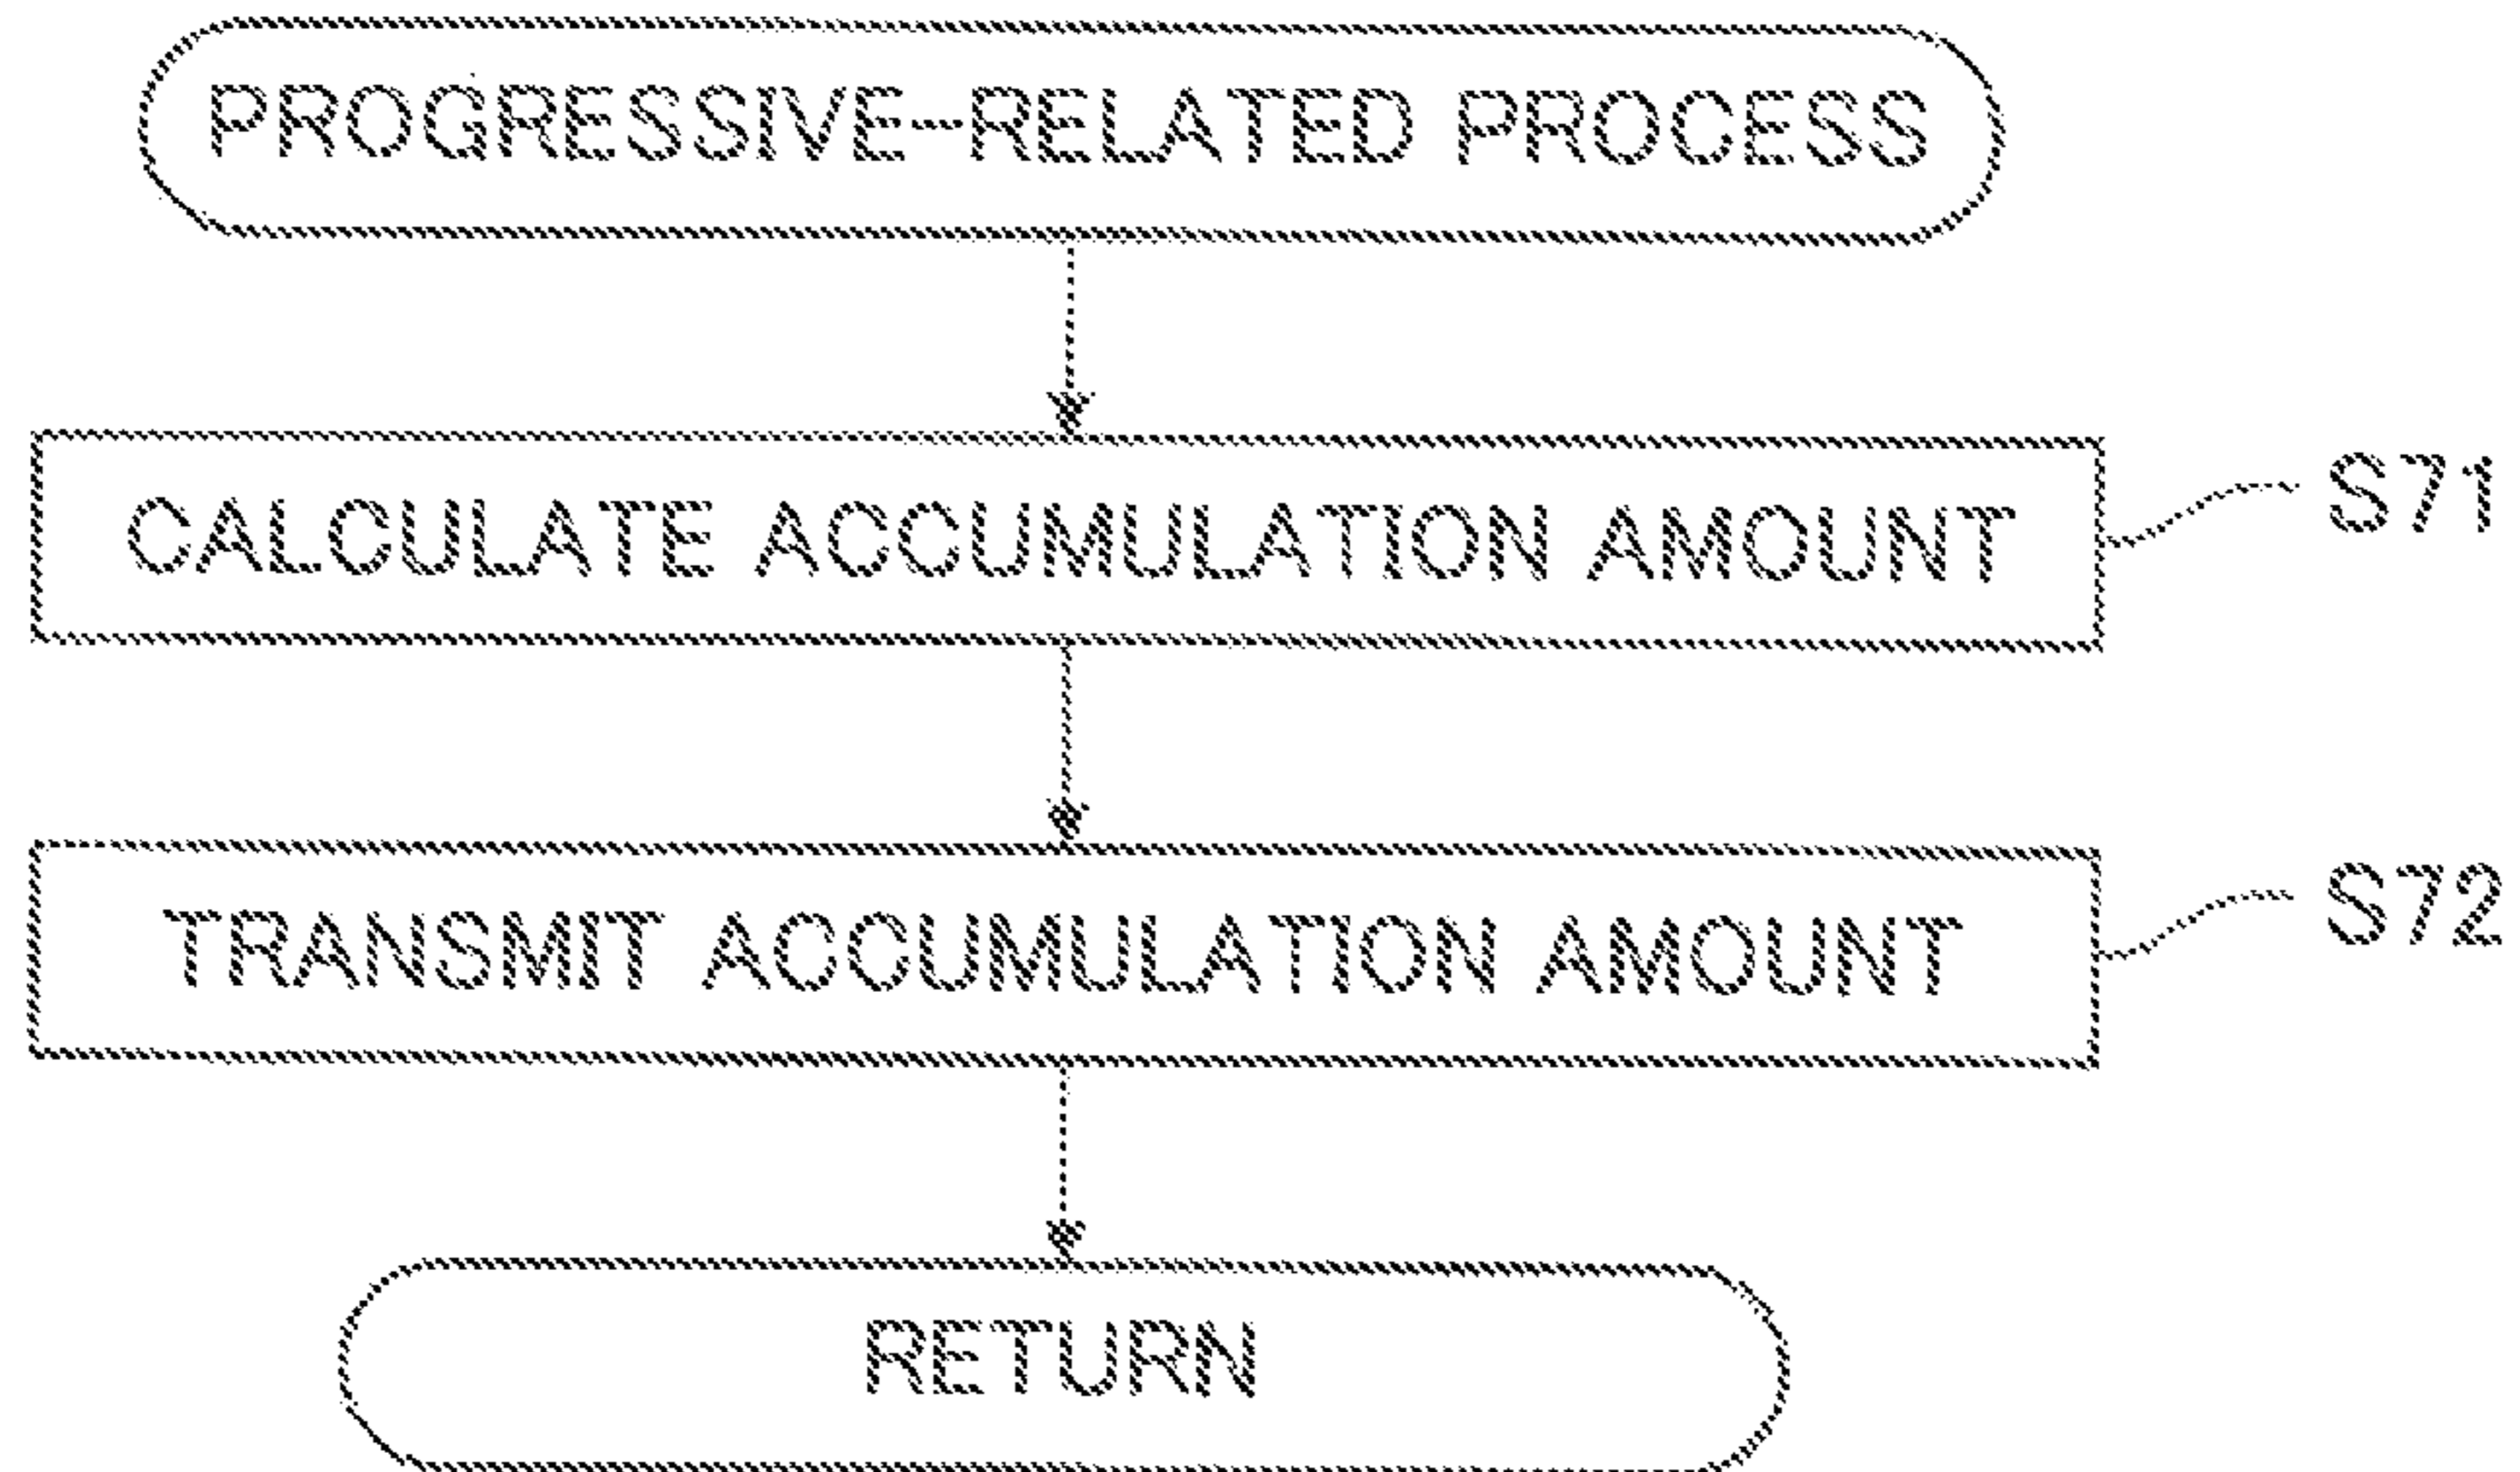 PROGRESSIVE-RELATED PROCESS
CALCULATE ACCUMULATION AMOUNT
S71
TRANSMIT ACCUMULATION AMOUNT
S72
RETURN